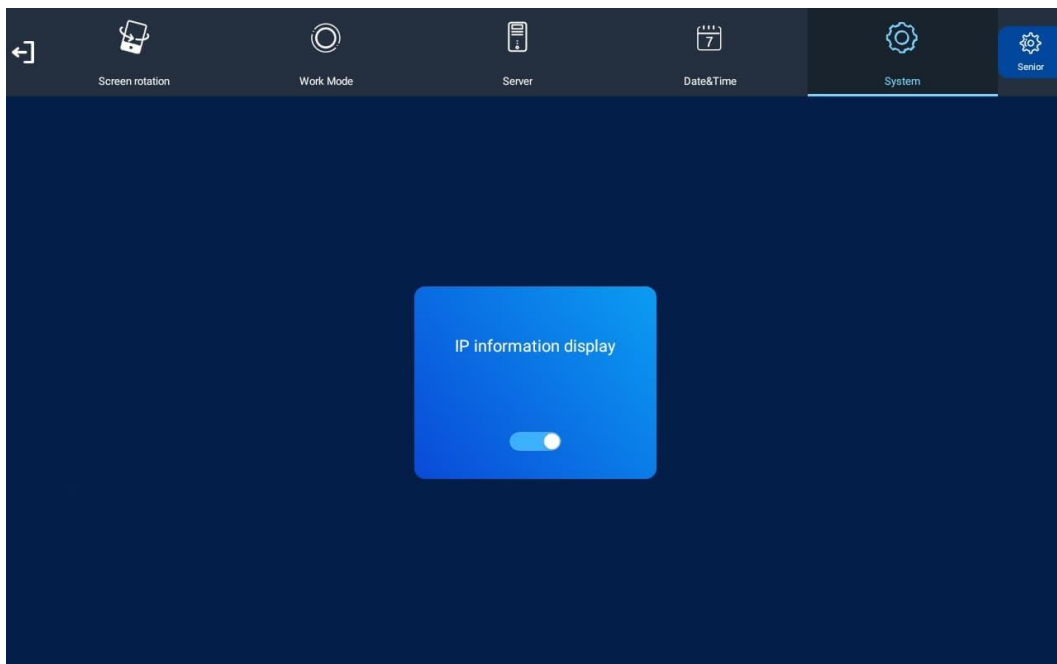 Screen rotation
Work Mode
Server
7
Date&Time
System
Senior
IP information display